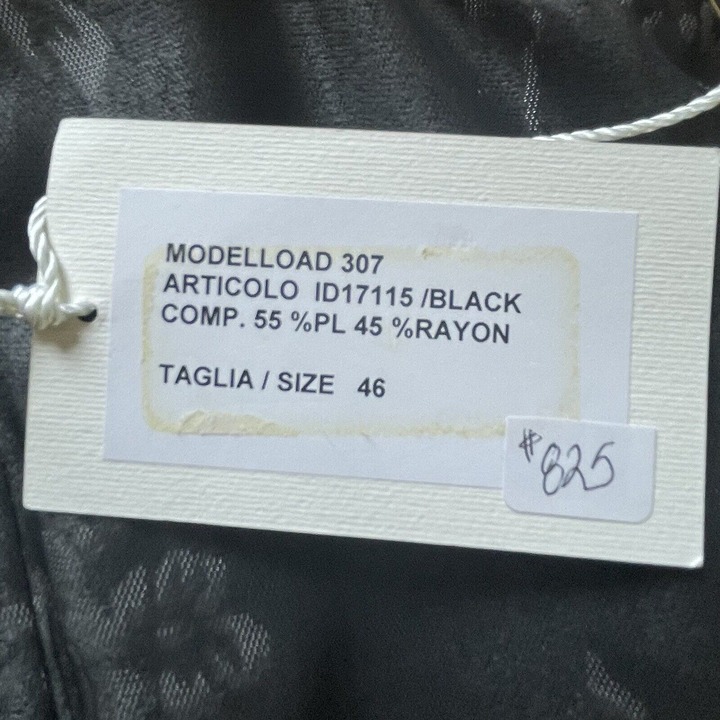 MODELLOAD 307
ARTICOLO ID17115 /BLACK
COMP. 55 %PL 45 %RAYON
TAGLIA / SIZE 46
$825